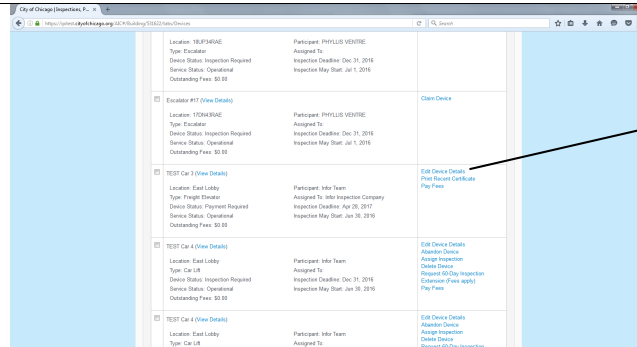 City of Chicago | Inspections, P...
https://iprtest.cityofchicago.org/AICP/Building/531822/tabs/Devices
Search
Location: 18UP34RAE
Participant: PHYLLIS VENTRE
Type: Escalator
Assigned To:
Device Status: Inspection Required
Inspection Deadline: Dec 31, 2016
Service Status: Operational
Inspection May Start: Jul 1, 2016
Outstanding Fees: $0.00
Escalator #17 (View Details)
Claim Device
Location: 17DN43RAE
Participant: PHYLLIS VENTRE
Type: Escalator
Assigned To:
Device Status: Inspection Required
Inspection Deadline: Dec 31, 2016
Service Status: Operational
Inspection May Start: Jul 1, 2016
Outstanding Fees: $0.00
TEST Car 3 (View Details)
Edit Device Details
Print Recent Certificate
Pay Fees
Location: East Lobby
Participant: Infor Team
Type: Freight Elevator
Assigned To: Infor Inspection Company
Device Status: Payment Required
Inspection Deadline: Apr 28, 2017
Service Status: Operational
Inspection May Start: Jun 30, 2016
Outstanding Fees: $0.00
TEST Car 4 (View Details)
Edit Device Details
Abandon Device
Assign Inspection
Delete Device
Request 60-Day Inspection
Extension (Fees apply)
Pay Fees
Location: East Lobby
Participant: Infor Team
Type: Car Lift
Assigned To:
Device Status: Inspection Required
Inspection Deadline: Dec 31, 2016
Service Status: Operational
Inspection May Start: Jun 30, 2016
Outstanding Fees: $0.00
TEST Car 4 (View Details)
Edit Device Details
Abandon Device
Assign Inspection
Delete Device
Request 60-Day Inspection
Location: East Lobby
Participant: Infor Team
Type: Car Lift
Assigned To: